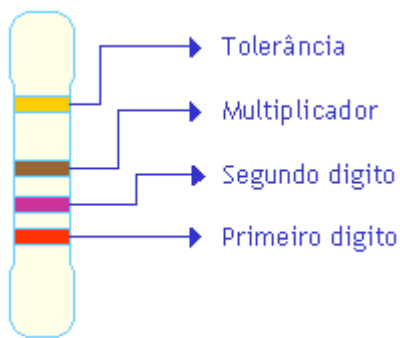 Tolerância
Multiplicador
Segundo digito
Primeiro digito